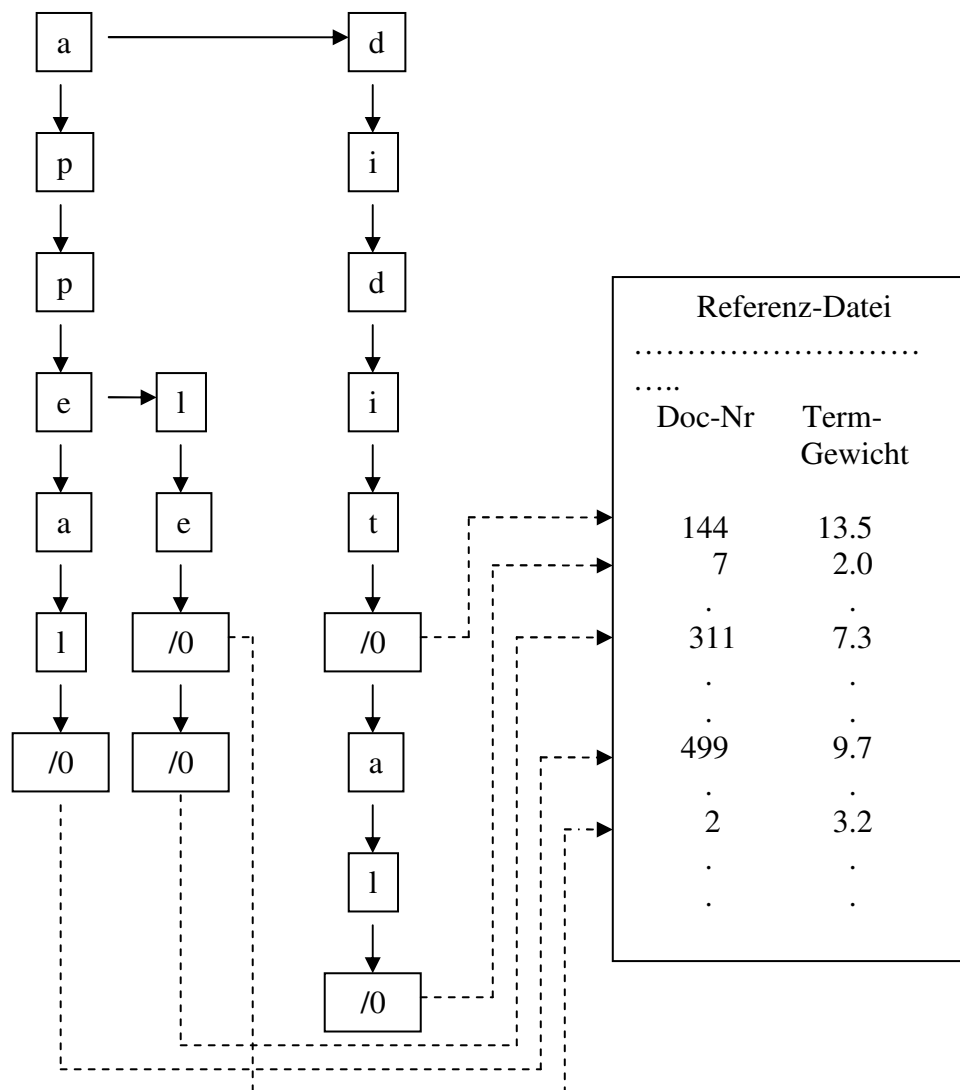 a d
p i
p d
e l i
a e t
l /0 /0
/0 /0 a
l
/0
Referenz-Datei
...........................
.....
Doc-Nr Term-
Gewicht
144 13.5
7 2.0
. .
311 7.3
. .
. .
499 9.7
. .
2 3.2
. .
. .